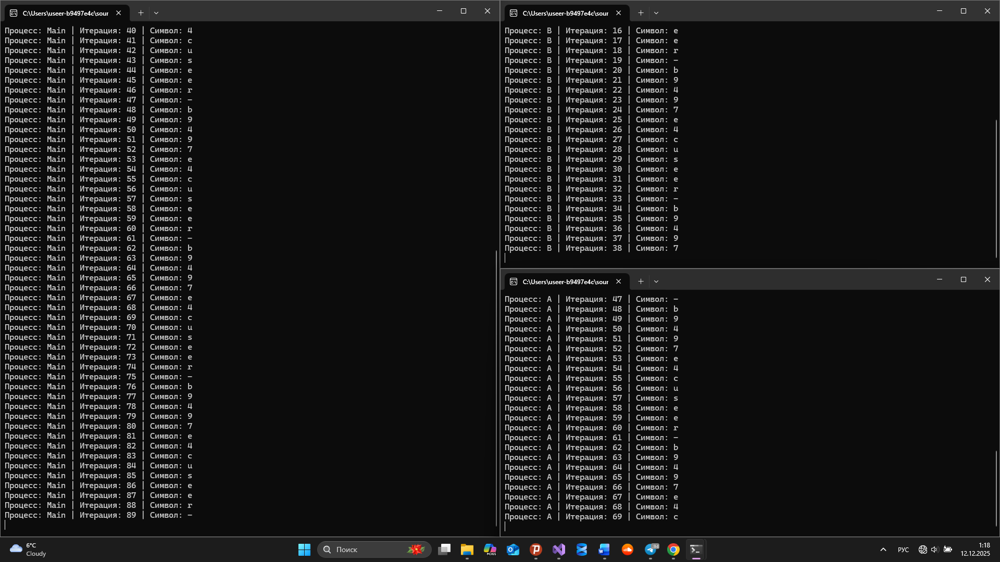 C:\Users\useer-b9497e4c\sour
Процесс: Main | Итерация: 40 | Символ: 4
Процесс: Main | Итерация: 41 | Символ: c
Процесс: Main | Итерация: 42 | Символ: u
Процесс: Main | Итерация: 43 | Символ: s
Процесс: Main | Итерация: 44 | Символ: e
Процесс: Main | Итерация: 45 | Символ: e
Процесс: Main | Итерация: 46 | Символ: r
Процесс: Main | Итерация: 47 | Символ: -
Процесс: Main | Итерация: 48 | Символ: b
Процесс: Main | Итерация: 49 | Символ: 9
Процесс: Main | Итерация: 50 | Символ: 4
Процесс: Main | Итерация: 51 | Символ: 9
Процесс: Main | Итерация: 52 | Символ: 7
Процесс: Main | Итерация: 53 | Символ: e
Процесс: Main | Итерация: 54 | Символ: 4
Процесс: Main | Итерация: 55 | Символ: c
Процесс: Main | Итерация: 56 | Символ: u
Процесс: Main | Итерация: 57 | Символ: s
Процесс: Main | Итерация: 58 | Символ: e
Процесс: Main | Итерация: 59 | Символ: e
Процесс: Main | Итерация: 60 | Символ: r
Процесс: Main | Итерация: 61 | Символ: -
Процесс: Main | Итерация: 62 | Символ: b
Процесс: Main | Итерация: 63 | Символ: 9
Процесс: Main | Итерация: 64 | Символ: 4
Процесс: Main | Итерация: 65 | Символ: 9
Процесс: Main | Итерация: 66 | Символ: 7
Процесс: Main | Итерация: 67 | Символ: e
Процесс: Main | Итерация: 68 | Символ: 4
Процесс: Main | Итерация: 69 | Символ: c
Процесс: Main | Итерация: 70 | Символ: u
Процесс: Main | Итерация: 71 | Символ: s
Процесс: Main | Итерация: 72 | Символ: e
Процесс: Main | Итерация: 73 | Символ: e
Процесс: Main | Итерация: 74 | Символ: r
Процесс: Main | Итерация: 75 | Символ: -
Процесс: Main | Итерация: 76 | Символ: b
Процесс: Main | Итерация: 77 | Символ: 9
Процесс: Main | Итерация: 78 | Символ: 4
Процесс: Main | Итерация: 79 | Символ: 9
Процесс: Main | Итерация: 80 | Символ: 7
Процесс: Main | Итерация: 81 | Символ: e
Процесс: Main | Итерация: 82 | Символ: 4
Процесс: Main | Итерация: 83 | Символ: c
Процесс: Main | Итерация: 84 | Символ: u
Процесс: Main | Итерация: 85 | Символ: s
Процесс: Main | Итерация: 86 | Символ: e
Процесс: Main | Итерация: 87 | Символ: e
Процесс: Main | Итерация: 88 | Символ: r
Процесс: Main | Итерация: 89 | Символ: -
C:\Users\useer-b9497e4c\sour
Процесс: B | Итерация: 16 | Символ: e
Процесс: B | Итерация: 17 | Символ: e
Процесс: B | Итерация: 18 | Символ: r
Процесс: B | Итерация: 19 | Символ: -
Процесс: B | Итерация: 20 | Символ: b
Процесс: B | Итерация: 21 | Символ: 9
Процесс: B | Итерация: 22 | Символ: 4
Процесс: B | Итерация: 23 | Символ: 9
Процесс: B | Итерация: 24 | Символ: 7
Процесс: B | Итерация: 25 | Символ: e
Процесс: B | Итерация: 26 | Символ: 4
Процесс: B | Итерация: 27 | Символ: c
Процесс: B | Итерация: 28 | Символ: u
Процесс: B | Итерация: 29 | Символ: s
Процесс: B | Итерация: 30 | Символ: e
Процесс: B | Итерация: 31 | Символ: e
Процесс: B | Итерация: 32 | Символ: r
Процесс: B | Итерация: 33 | Символ: -
Процесс: B | Итерация: 34 | Символ: b
Процесс: B | Итерация: 35 | Символ: 9
Процесс: B | Итерация: 36 | Символ: 4
Процесс: B | Итерация: 37 | Символ: 9
Процесс: B | Итерация: 38 | Символ: 7
C:\Users\useer-b9497e4c\sour
Процесс: A | Итерация: 47 | Символ: -
Процесс: A | Итерация: 48 | Символ: b
Процесс: A | Итерация: 49 | Символ: 9
Процесс: A | Итерация: 50 | Символ: 4
Процесс: A | Итерация: 51 | Символ: 9
Процесс: A | Итерация: 52 | Символ: 7
Процесс: A | Итерация: 53 | Символ: e
Процесс: A | Итерация: 54 | Символ: 4
Процесс: A | Итерация: 55 | Символ: c
Процесс: A | Итерация: 56 | Символ: u
Процесс: A | Итерация: 57 | Символ: s
Процесс: A | Итерация: 58 | Символ: e
Процесс: A | Итерация: 59 | Символ: e
Процесс: A | Итерация: 60 | Символ: r
Процесс: A | Итерация: 61 | Символ: -
Процесс: A | Итерация: 62 | Символ: b
Процесс: A | Итерация: 63 | Символ: 9
Процесс: A | Итерация: 64 | Символ: 4
Процесс: A | Итерация: 65 | Символ: 9
Процесс: A | Итерация: 66 | Символ: 7
Процесс: A | Итерация: 67 | Символ: e
Процесс: A | Итерация: 68 | Символ: 4
Процесс: A | Итерация: 69 | Символ: c
6°C
Cloudy
Поиск
M365
94
РУС
1:18
12.12.2025